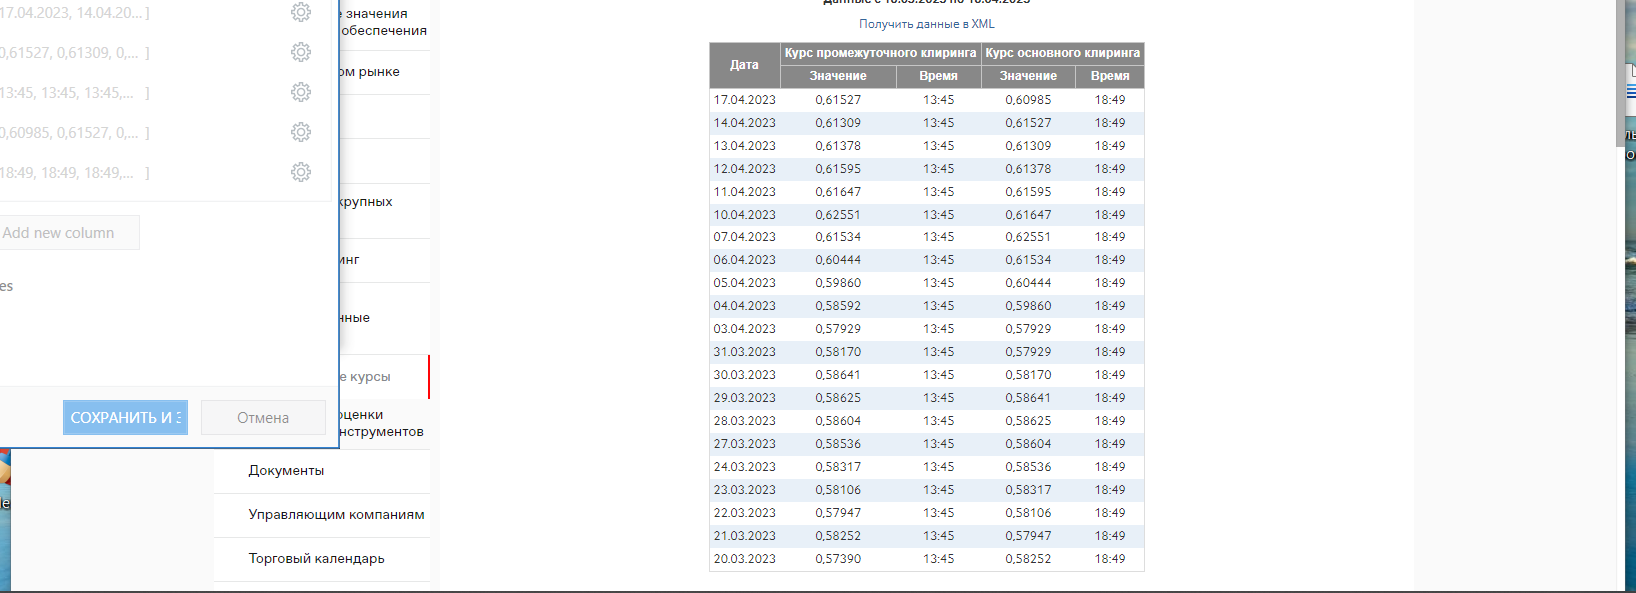 17.04.2023, 14.04.20... ]
0,61527, 0,61309, 0,... ]
13:45, 13:45, 13:45,... ]
0,60985, 0,61527, 0,... ]
18:49, 18:49, 18:49,... ]
Add new column
es
СОХРАНИТЬ И З
Отмена
е значения
обеспечения
ом рынке
крупных
инг
нные
е курсы
оценки
нструментов
Документы
Управляющим компаниям
Торговый календарь
Получить данные в XML
Дата Курс промежуточного клиринга Курс основного клиринга
Значение Время Значение Время
17.04.2023 0,61527 13:45 0,60985 18:49
14.04.2023 0,61309 13:45 0,61527 18:49
13.04.2023 0,61378 13:45 0,61309 18:49
12.04.2023 0,61595 13:45 0,61378 18:49
11.04.2023 0,61647 13:45 0,61595 18:49
10.04.2023 0,62551 13:45 0,61647 18:49
07.04.2023 0,61534 13:45 0,62551 18:49
06.04.2023 0,60444 13:45 0,61534 18:49
05.04.2023 0,59860 13:45 0,60444 18:49
04.04.2023 0,58592 13:45 0,59860 18:49
03.04.2023 0,57929 13:45 0,57929 18:49
31.03.2023 0,58170 13:45 0,57929 18:49
30.03.2023 0,58641 13:45 0,58170 18:49
29.03.2023 0,58625 13:45 0,58641 18:49
28.03.2023 0,58604 13:45 0,58625 18:49
27.03.2023 0,58536 13:45 0,58604 18:49
24.03.2023 0,58317 13:45 0,58536 18:49
23.03.2023 0,58106 13:45 0,58317 18:49
22.03.2023 0,57947 13:45 0,58106 18:49
21.03.2023 0,58252 13:45 0,57947 18:49
20.03.2023 0,57390 13:45 0,58252 18:49